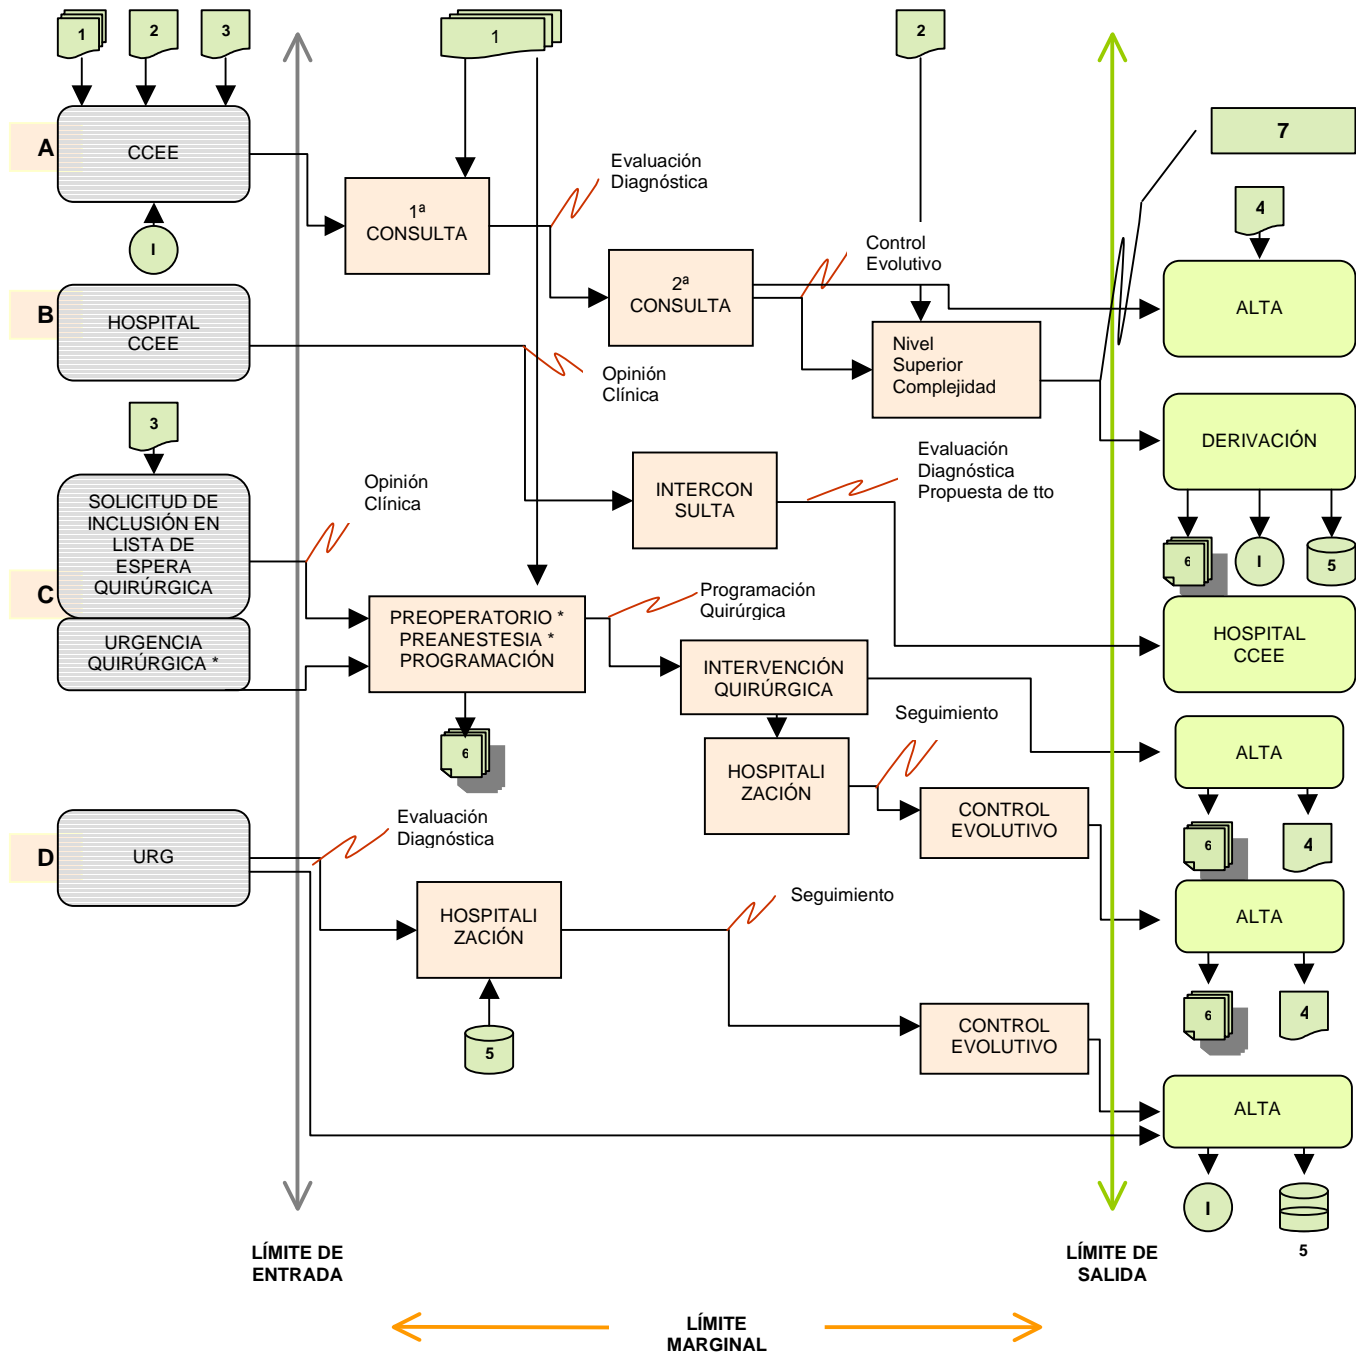 1
2
3
1
2
7
A
CCEE
Evaluación
Diagnóstica
1ª
CONSULTA
4
I
Control
Evolutivo
B
HOSPITAL
CCEE
2ª
CONSULTA
ALTA
Nivel
Superior
Complejidad
Opinión
Clínica
3
DERIVACIÓN
Evaluación
Diagnóstica
Propuesta de tto
Opinión
Clínica
INTERCON
SULTA
SOLICITUD DE
INCLUSIÓN EN
LISTA DE
ESPERA
QUIRÚRGICA
6
I
5
C
Programación
Quirúrgica
PREOPERATORIO *
PREANESTESIA *
PROGRAMACIÓN
HOSPITAL
CCEE
URGENCIA
QUIRÚRGICA *
INTERVENCIÓN
QUIRÚRGICA
Seguimiento
6
ALTA
HOSPITALI
ZACIÓN
CONTROL
EVOLUTIVO
Evaluación
Diagnóstica
D
URG
6
4
Seguimiento
HOSPITALI
ZACIÓN
ALTA
6
4
CONTROL
EVOLUTIVO
5
ALTA
I
5
LÍMITE DE
ENTRADA
LÍMITE DE
SALIDA
LÍMITE
MARGINAL